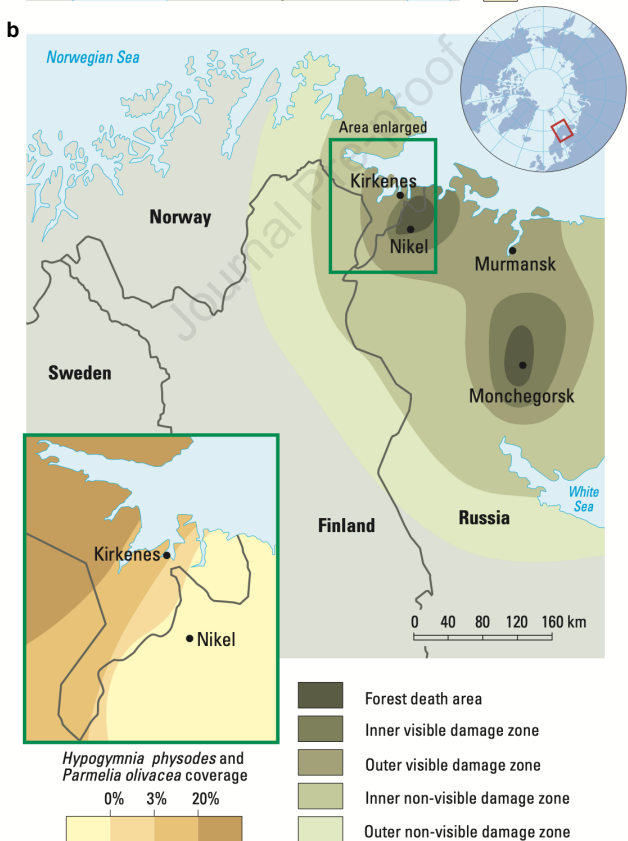 b
Norwegian Sea
Journal Pre-proof
Area enlarged
Kirkenes
Norway
Nikel
Murmansk
Sweden
Monchegorsk
White
Sea
Finland
Russia
Kirkenes
Nikel
0 40 80 120 160 km
Forest death area
Inner visible damage zone
Outer visible damage zone
Inner non-visible damage zone
Outer non-visible damage zone
Hypogymnia physodes and
Parmelia olivacea coverage
0% 3% 20%